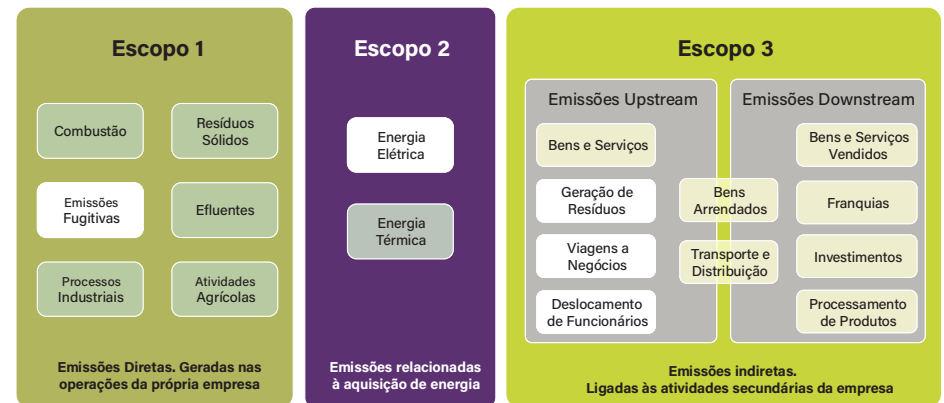 Escopo 1
Combustão
Resíduos
Sólidos
Emissões
Fugitivas
Efluentes
Processos
Industriais
Atividades
Agrícolas
Emissões Diretas. Geradas nas
operações da própria empresa
Escopo 2
Energia
Elétrica
Energia
Térmica
Emissões relacionadas
à aquisição de energia
Escopo 3
Emissões Upstream
Bens e Serviços
Geração de
Resíduos
Viagens a
Negócios
Deslocamento
de Funcionários
Bens
Arrendados
Transporte e
Distribuição
Emissões Downstream
Bens e Serviços
Vendidos
Franquias
Investimentos
Processamento
de Produtos
Emissões indiretas.
Ligadas às atividades secundárias da empresa